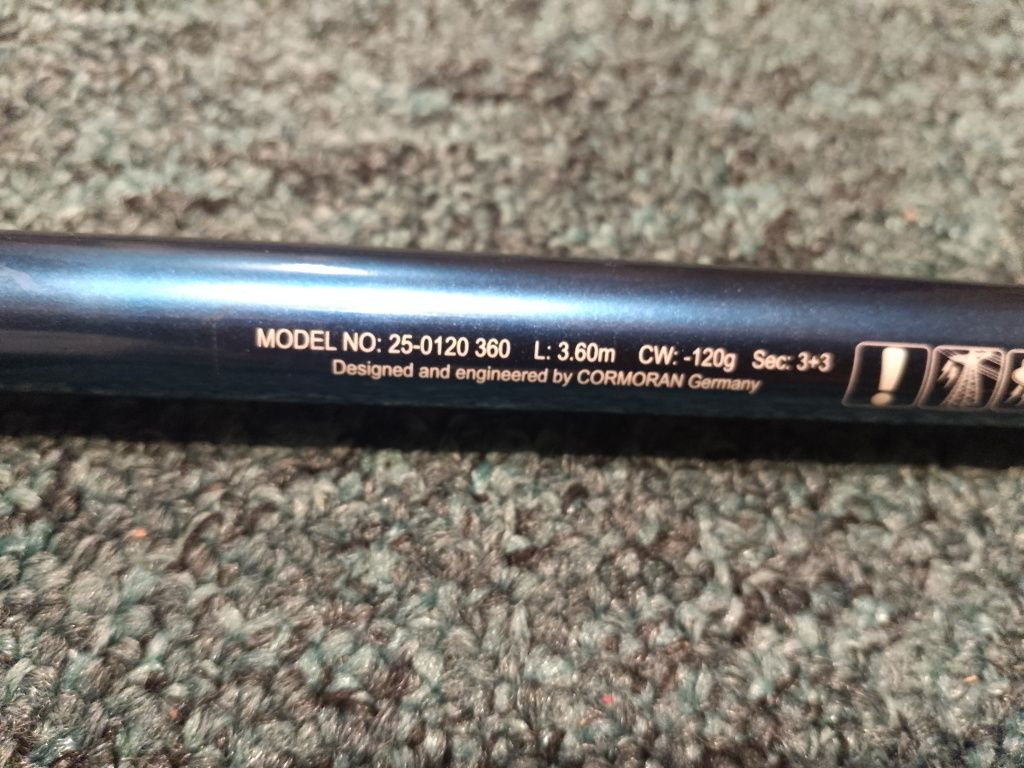 MODEL NO: 25-0120 360 L: 3.60m CW: -120g Sec: 3+3
Designed and engineered by CORMORAN Germany